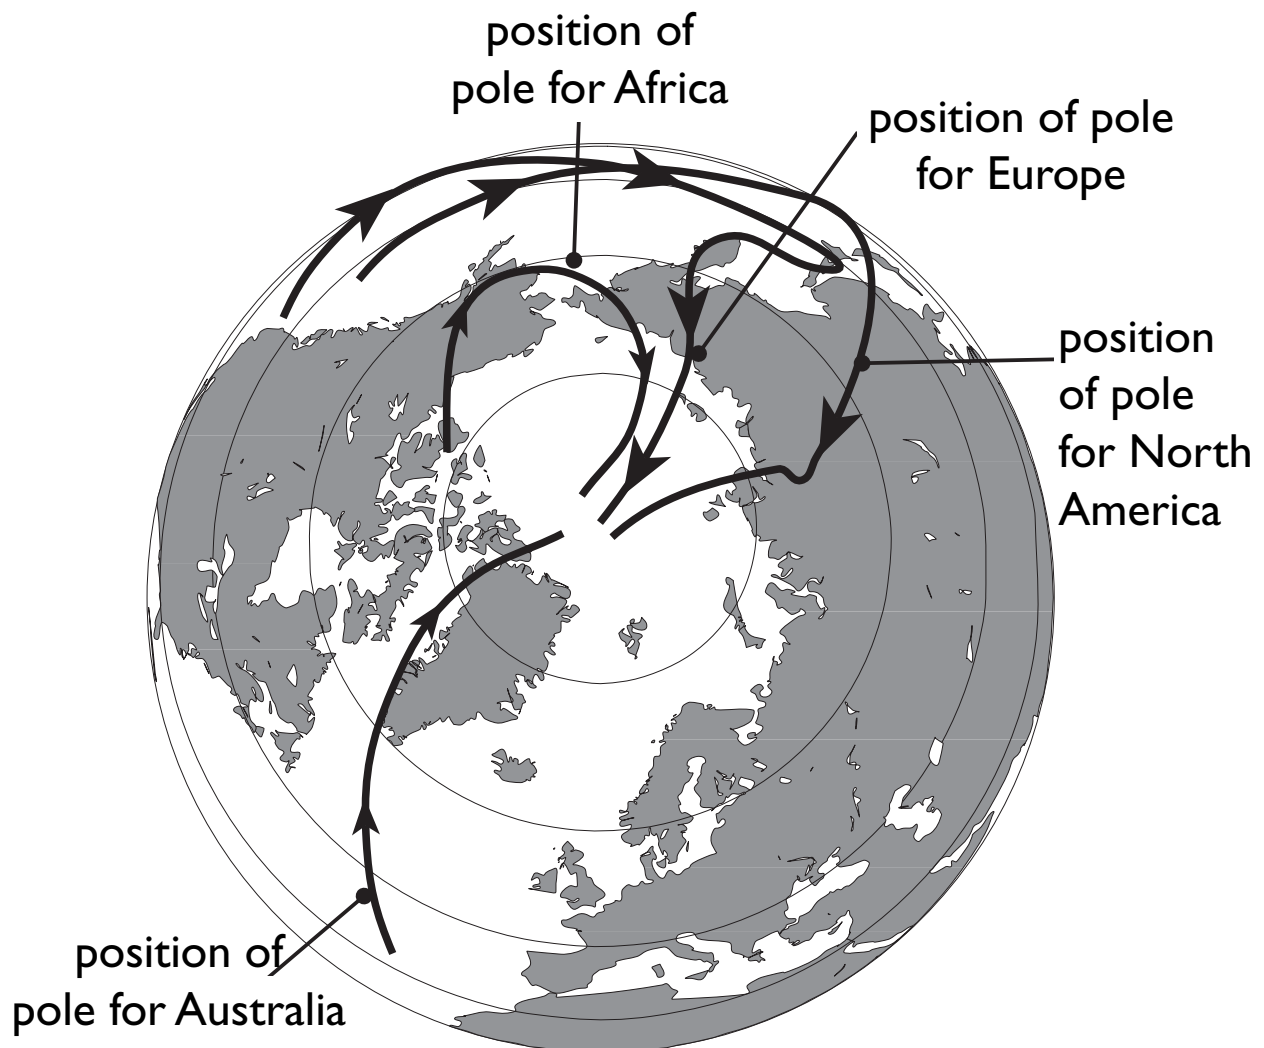 position of
pole for Africa
position of pole
for Europe
position
of pole
for North
America
position of
pole for Australia